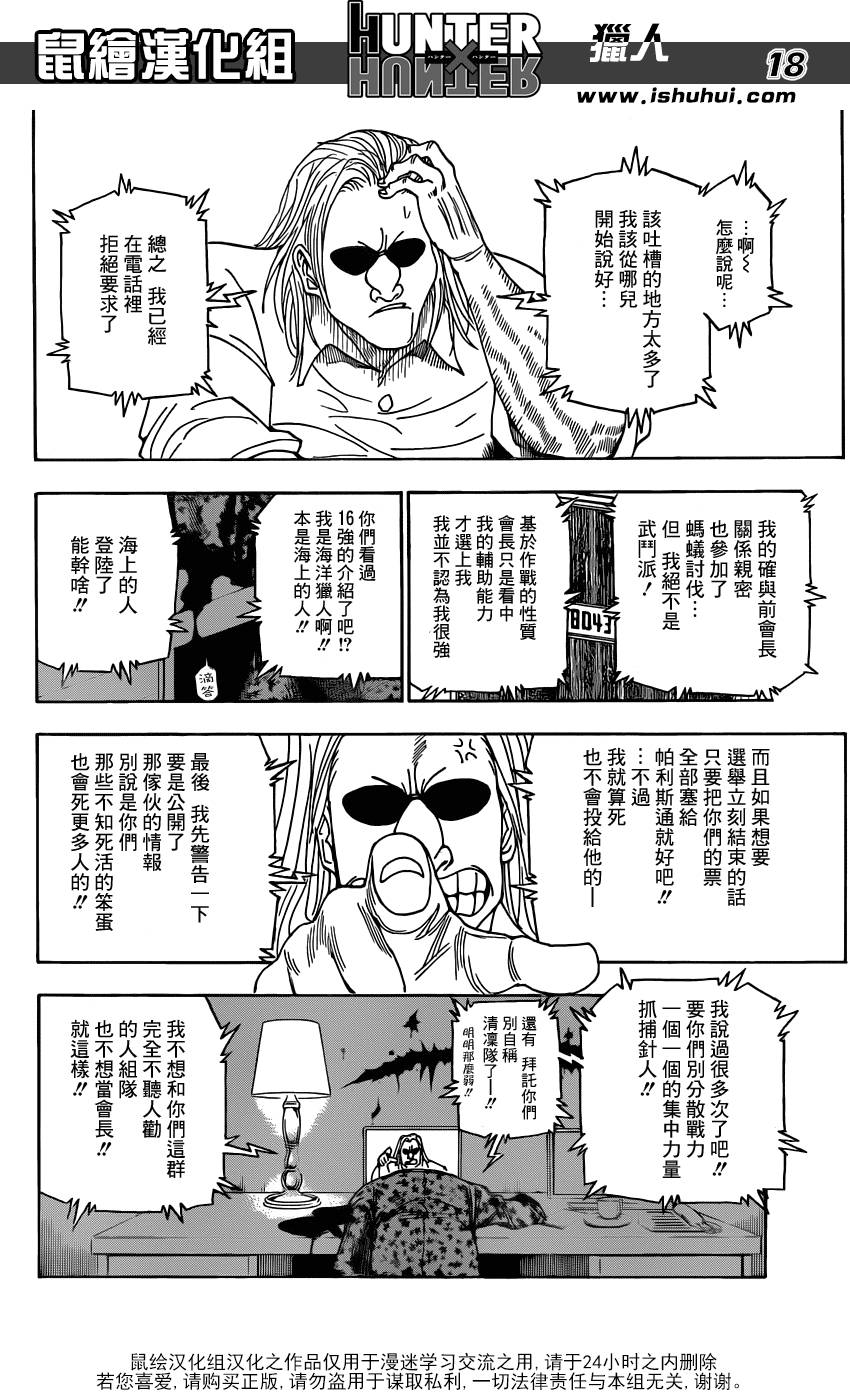 鼠繪漢化組
HUNTER
×
HUNTER
ハンター
ハンター
獵人
18
www.ishuhui.com
…啊～
怎麼說呢…
該吐槽的地方太多了
我該從哪兒
開始說好…
總之 我已經
在電話裡
拒絕要求了
我的確與前會長
關係親密
也參加了
螞蟻討伐…
但 我絕不是
武鬥派！
8043
基於作戰的性質
會長只是看中
我的輔助能力
才選上我
我並不認為我很強
你們看過
16強的介紹了吧!?
我是海洋獵人啊!!
本是海上的人!!
滴答
海上的人
登陸了
能幹啥!!
而且如果想要
選舉立刻結束的話
只要把你們的票
全部塞給
帕利斯通就好吧!!
…不過
我就算死
也不會投給他的ー
最後 我先警告一下
要是公開了
那傢伙的情報
別說是你們
那些不知死活的笨蛋
也會死更多人的!!
我說過很多次了吧!!
要你們別分散戰力
一個一個的集中力量
抓捕針人!!
還有 拜託你們
別自稱
清凜隊了ー!!
明明那麼弱!!
我不想和你們這群
完全不聽人勸
的人組隊
也不想當會長!!
就這樣!!
鼠绘汉化组汉化之作品仅用于漫迷学习交流之用,请于24小时之内删除
若您喜爱,请购买正版,请勿盗用于谋取私利,一切法律责任与本组无关,谢谢。